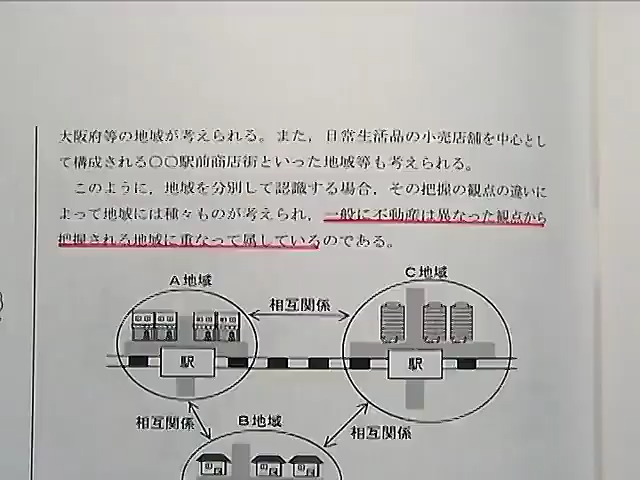 大阪府等の地域が考えられる。また，日常生活品の小売店舗を中心とし
て構成される〇〇駅前商店街といった地域等も考えられる。
このように，地域を分別して認識する場合，その把握の観点の違いに
よって地域には種々ものが考えられ，一般に不動産は異なった観点から
把握される地域に重なって属しているのである。
A地域
C地域
相互関係
駅
駅
相互関係
B地域
相互関係